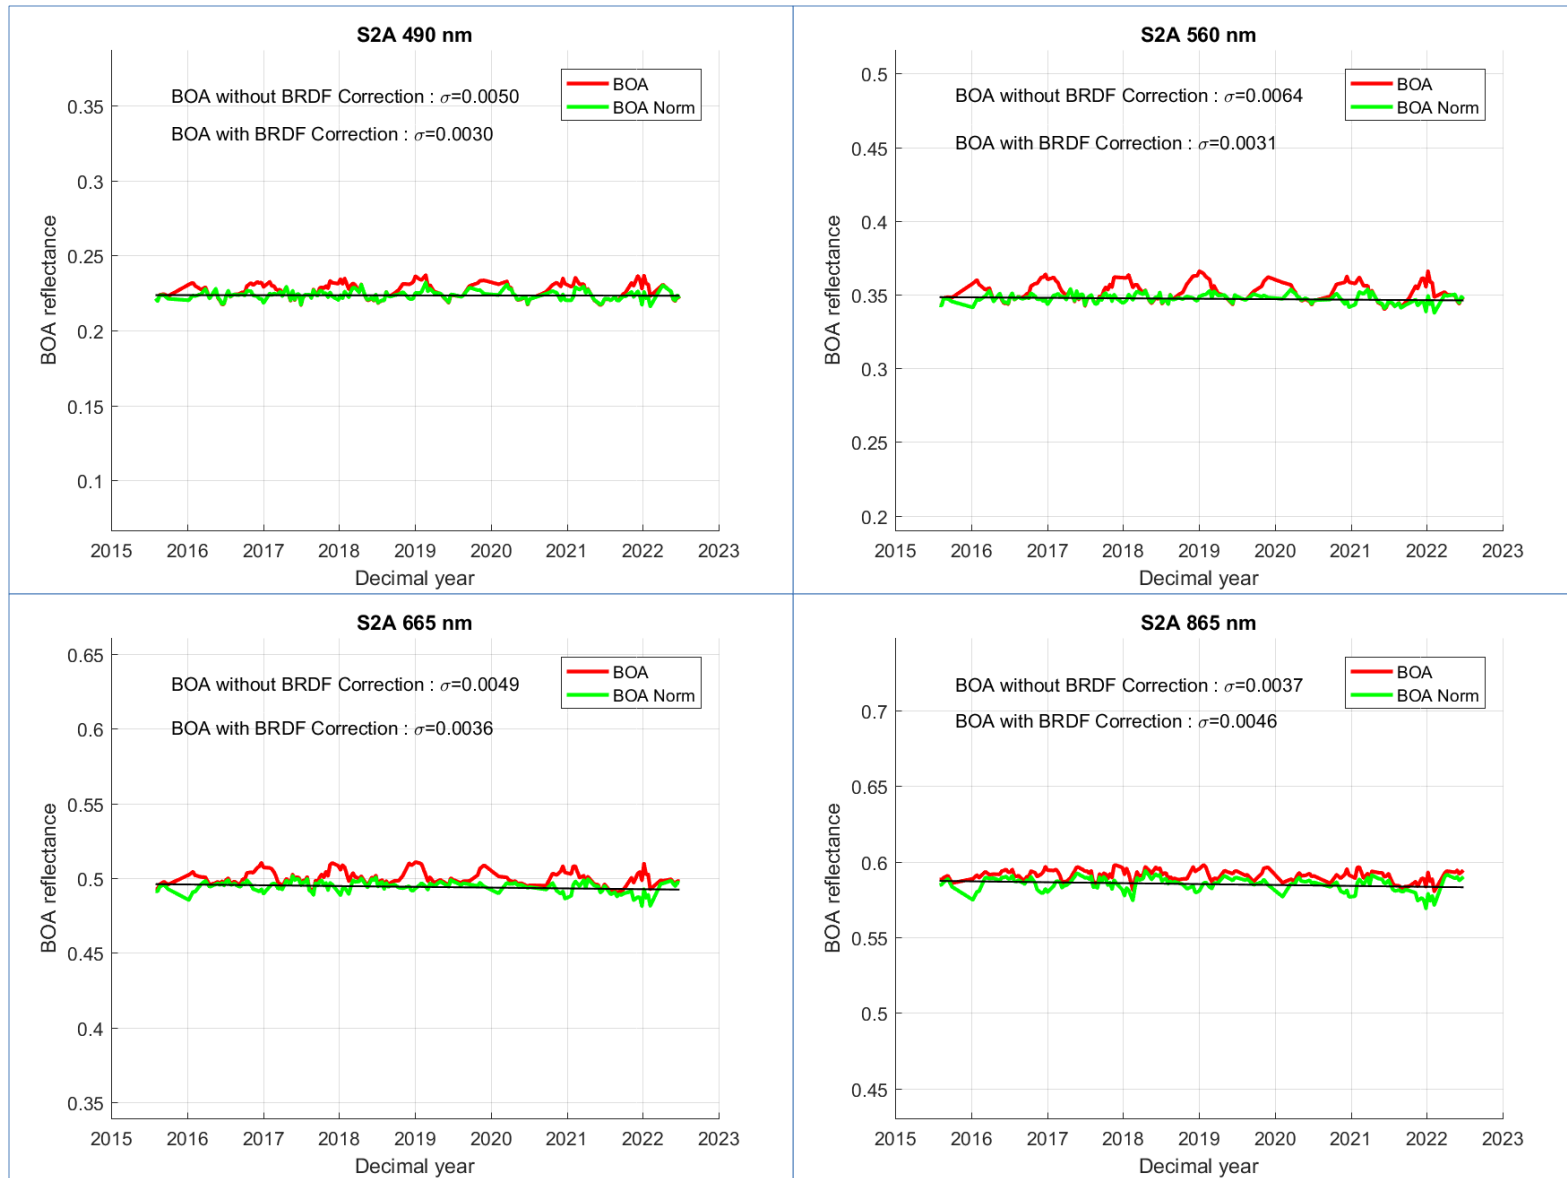 S2A 490 nm
BOA without BRDF Correction : σ=0.0050
BOA with BRDF Correction : σ=0.0030
BOA
BOA Norm
0.35
0.3
0.25
0.2
0.15
0.1
BOA reflectance
2015 2016 2017 2018 2019 2020 2021 2022 2023
Decimal year
S2A 560 nm
BOA without BRDF Correction : σ=0.0064
BOA with BRDF Correction : σ=0.0031
BOA
BOA Norm
0.5
0.45
0.4
0.35
0.3
0.25
0.2
BOA reflectance
2015 2016 2017 2018 2019 2020 2021 2022 2023
Decimal year
S2A 665 nm
BOA without BRDF Correction : σ=0.0049
BOA with BRDF Correction : σ=0.0036
BOA
BOA Norm
0.65
0.6
0.55
0.5
0.45
0.4
0.35
BOA reflectance
2015 2016 2017 2018 2019 2020 2021 2022 2023
Decimal year
S2A 865 nm
BOA without BRDF Correction : σ=0.0037
BOA with BRDF Correction : σ=0.0046
BOA
BOA Norm
0.7
0.65
0.6
0.55
0.5
0.45
BOA reflectance
2015 2016 2017 2018 2019 2020 2021 2022 2023
Decimal year